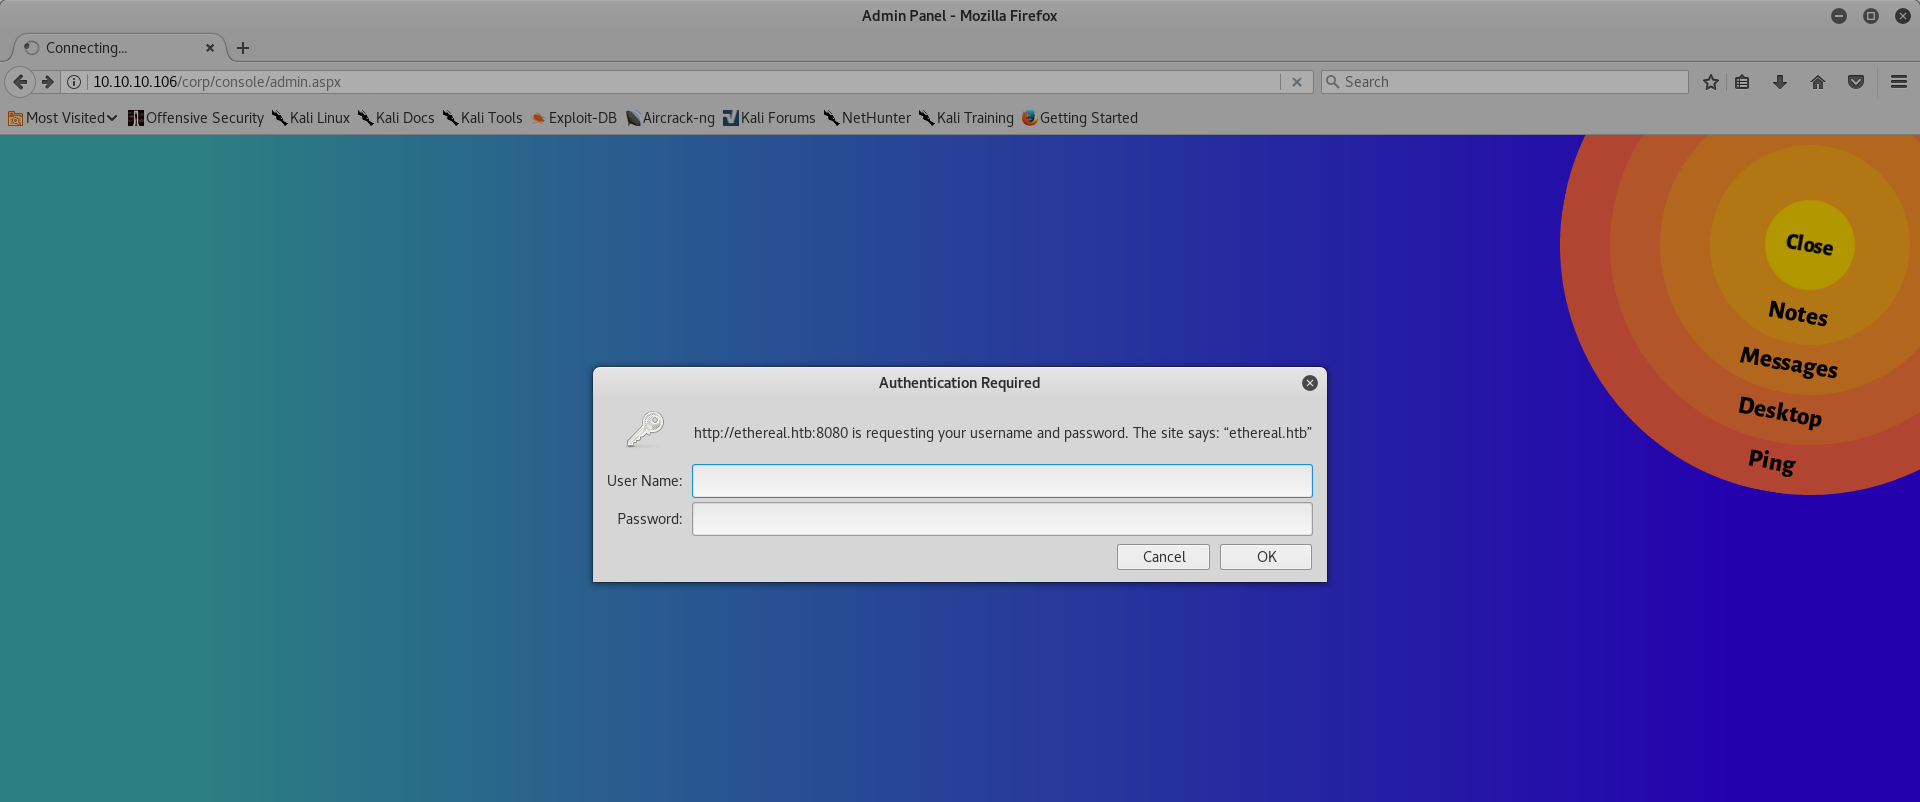 Admin Panel - Mozilla Firefox
Connecting...
10.10.10.106/corp/console/admin.aspx
Search
Most Visited Offensive Security Kali Linux Kali Docs Kali Tools Exploit-DB Aircrack-ng Kali Forums NetHunter Kali Training Getting Started
Close
Notes
Messages
Desktop
Ping
Authentication Required
http://ethereal.htb:8080 is requesting your username and password. The site says: “ethereal.htb”
User Name:
Password:
Cancel OK